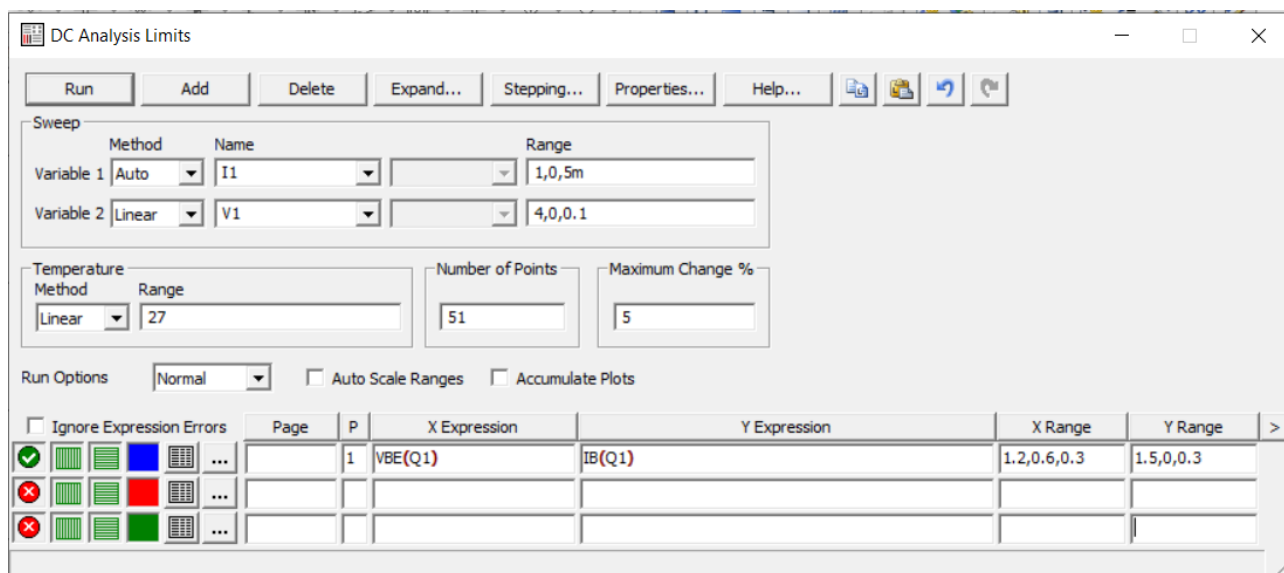 DC Analysis Limits
Run Add Delete Expand... Stepping... Properties... Help...
Sweep
Method Name Range
Variable 1 Auto I1 1,0,5m
Variable 2 Linear V1 4,0,0.1
Temperature Number of Points Maximum Change %
Method Range
Linear 27 51 5
Run Options Normal Auto Scale Ranges Accumulate Plots
Ignore Expression Errors Page P X Expression Y Expression X Range Y Range >
... 1 VBE(Q1) IB(Q1) 1.2,0.6,0.3 1.5,0,0.3
...
...